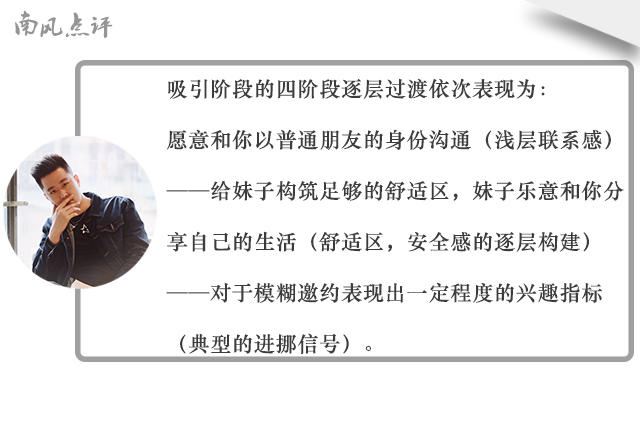 南风点评
吸引阶段的四阶段逐层过渡依次表现为：
愿意和你以普通朋友的身份沟通（浅层联系感）
——给妹子构筑足够的舒适区，妹子乐意和你分
享自己的生活（舒适区，安全感的逐层构建）
——对于模糊邀约表现出一定程度的兴趣指标
（典型的进挪信号）。